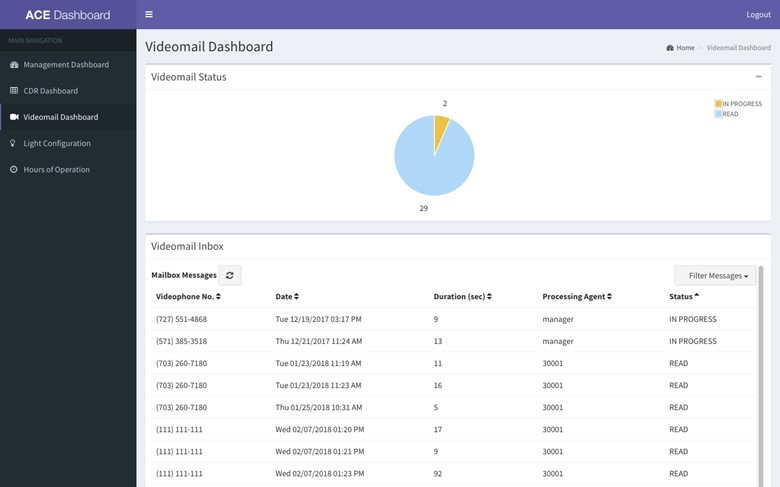 ACE Dashboard
Logout
MAIN NAVIGATION
Management Dashboard
CDR Dashboard
Videomail Dashboard
Light Configuration
Hours of Operation
Videomail Dashboard
Home / Videomail Dashboard
Videomail Status
2
29
IN PROGRESS
READ
Videomail Inbox
Mailbox Messages
Filter Messages
Videophone No. Date Duration (sec) Processing Agent Status
(727) 551-4868 Tue 12/19/2017 03:17 PM 9 manager IN PROGRESS
(571) 385-3518 Thu 12/21/2017 11:24 AM 13 manager IN PROGRESS
(703) 260-7180 Tue 01/23/2018 11:19 AM 11 30001 READ
(703) 260-7180 Tue 01/23/2018 11:23 AM 16 30001 READ
(703) 260-7180 Thu 01/25/2018 10:31 AM 5 30001 READ
(111) 111-111 Wed 02/07/2018 01:20 PM 17 30001 READ
(111) 111-111 Wed 02/07/2018 01:21 PM 9 30001 READ
(111) 111-111 Wed 02/07/2018 01:23 PM 92 30001 READ